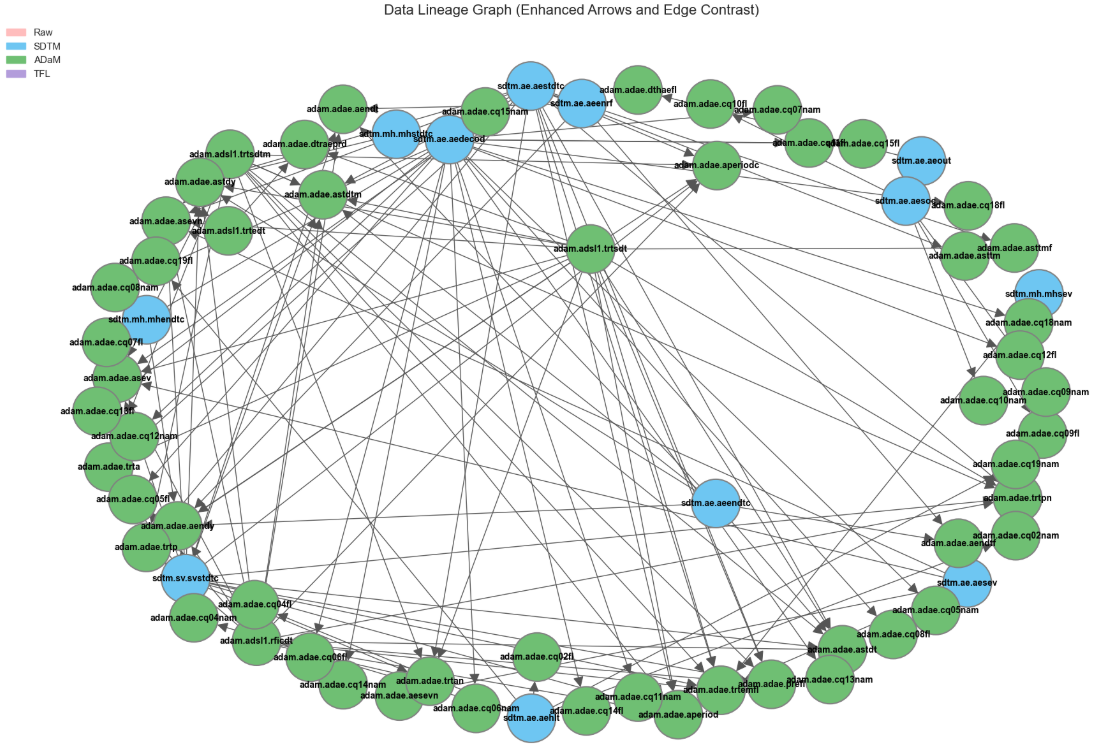 Data Lineage Graph (Enhanced Arrows and Edge Contrast)
Raw
SDTM
ADaM
TFL
sdtm.ae.aestdtc
adam.adae.dthaefl
sdtm.ae.aeenrf
adam.adae.cq10fl
adam.adae.aendt
adam.adae.cq15nam
adam.adae.cq07nam
sdtm.mh.mhstdtc
sdtm.ae.aedecod
adam.adae.dtraeprd
adam.adae.cq15fl
adam.adsl1.trtsdtm
sdtm.ae.aeout
adam.adae.aperiodc
adam.adae.astdy
adam.adae.astdtm
adam.adae.cq18fl
adam.adae.asevn
adam.adsl1.trtedt
adam.adsl1.trtsdt
adam.adae.asttmf
adam.adae.asttm
adam.adae.cq19fl
adam.adae.cq08nam
sdtm.mh.mhsev
sdtm.mh.mhendtc
adam.adae.cq18nam
adam.adae.cq07fl
adam.adae.cq12fl
adam.adae.asev
adam.adae.cq09nam
adam.adae.cq10nam
adam.adae.cq12nam
adam.adae.cq09fl
adam.adae.trta
adam.adae.cq19nam
adam.adae.cq05fl
adam.adae.trtpn
sdtm.ae.aeendtc
adam.adae.aendy
adam.adae.cq02nam
adam.adae.trtp
adam.adae.aendtf
sdtm.sv.svstdtc
sdtm.ae.aesev
adam.adae.cq04fl
adam.adae.cq05nam
adam.adae.cq04nam
adam.adae.cq08fl
adam.adsl1.rficdt
adam.adae.astdt
adam.adae.cq06fl
adam.adae.cq02fl
adam.adae.cq13nam
adam.adae.trtan
adam.adae.cq14nam
adam.adae.prefl
adam.adae.trtemfl
adam.adae.aesevn
adam.adae.cq11nam
adam.adae.cq06nam
adam.adae.cq14fl
adam.adae.aperiod
sdtm.ae.aehlt